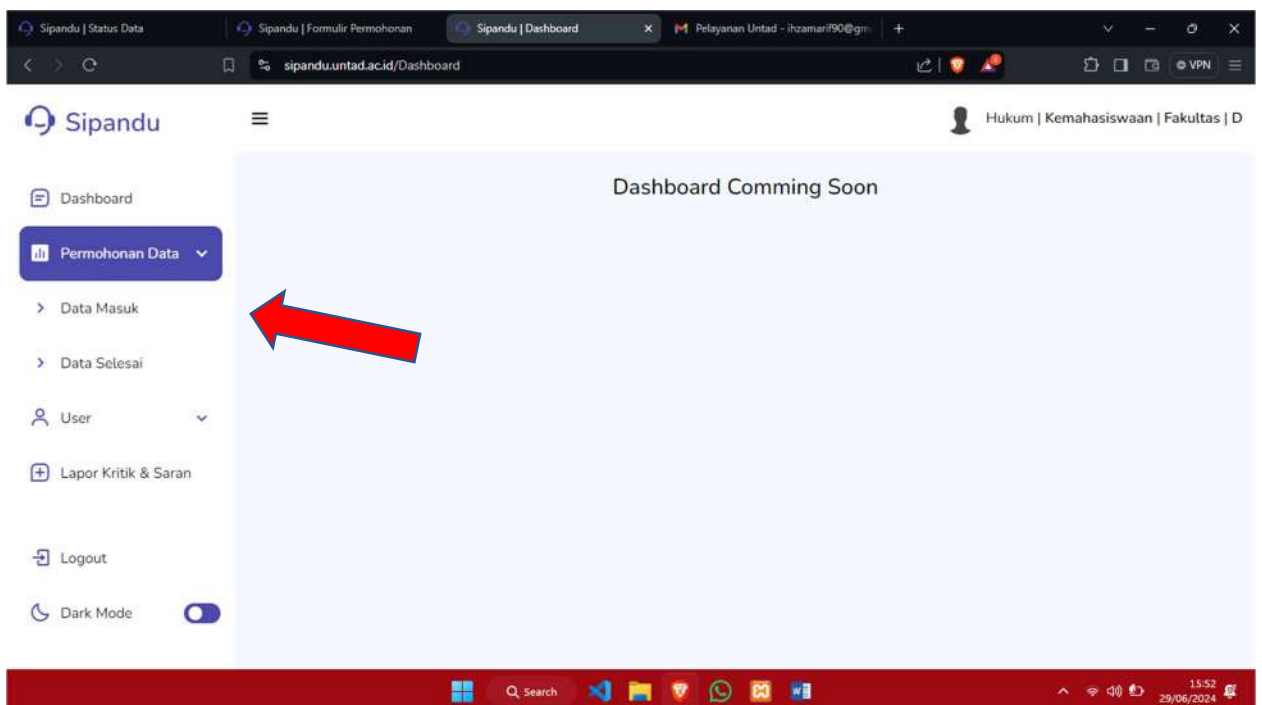 Sipandu | Status Data
Sipandu | Formulir Permohonan
Sipandu | Dashboard
Pelayanan Untad - ihzamarif90@gm
sipandu.untad.ac.id/Dashboard
VPN
Sipandu
Hukum | Kemahasiswaan | Fakultas | D
Dashboard Comming Soon
Dashboard
Permohonan Data
Data Masuk
Data Selesai
User
Lapor Kritik & Saran
Logout
Dark Mode
Search
15:52
29/06/2024